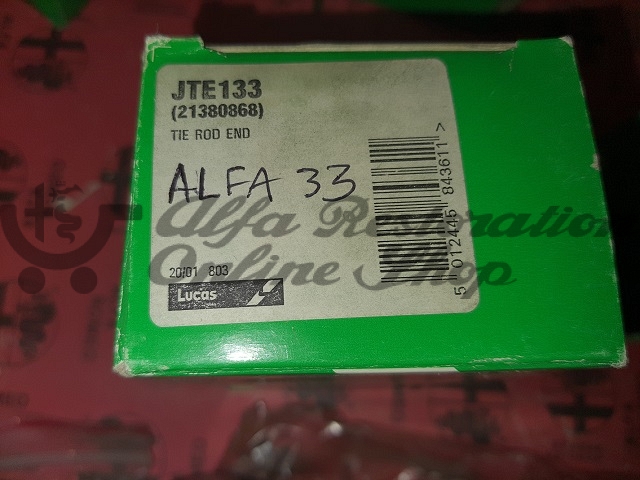 JTE133
(21380868)
TIE ROD END
ALFA 33
5 012445 843611 >
20/01 803
Lucas
Alfa Restoration
Online Shop